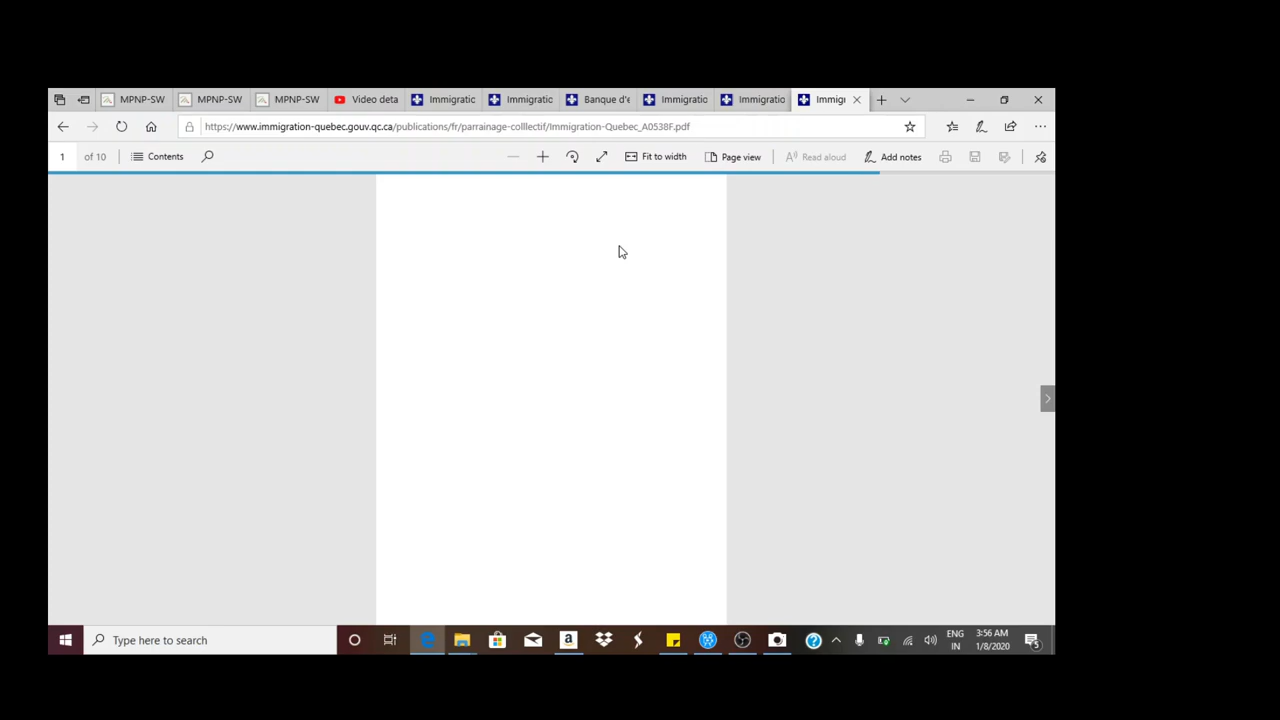 MPNP-SW MPNP-SW MPNP-SW Video deta Immigratic Immigratic Banque d'e Immigratic Immigratio Immigr
https://www.immigration-quebec.gouv.qc.ca/publications/fr/parrainage-colllectif/Immigration-Quebec_A0538F.pdf
1 of 10 Contents Fit to width Page view Read aloud Add notes
Type here to search
ENG 3:56 AM
IN 1/8/2020 5